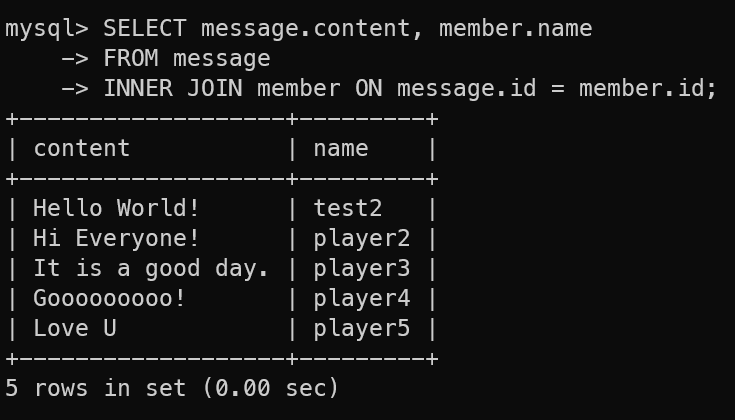 mysql> SELECT message.content, member.name
    -> FROM message
    -> INNER JOIN member ON message.id = member.id;
+-------------------+---------+
| content           | name    |
+-------------------+---------+
| Hello World!      | test2   |
| Hi Everyone!      | player2 |
| It is a good day. | player3 |
| Gooooooooo!       | player4 |
| Love U            | player5 |
+-------------------+---------+
5 rows in set (0.00 sec)